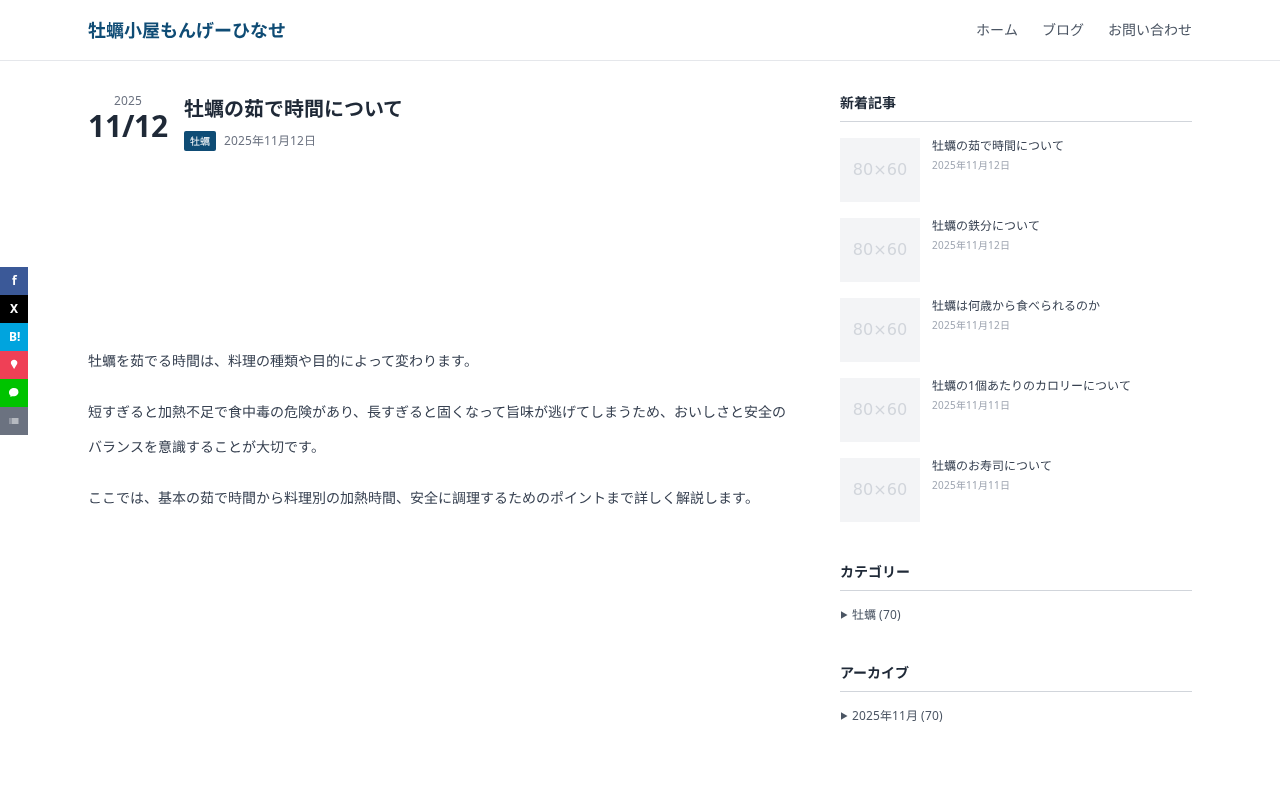 牡蠣小屋もんげーひなせ
ホーム ブログ お問い合わせ
2025
11/12
牡蠣の茹で時間について
牡蠣 2025年11月12日
f
X
B!
牡蠣を茹でる時間は、料理の種類や目的によって変わります。
短すぎると加熱不足で食中毒の危険があり、長すぎると固くなって旨味が逃げてしまうため、おいしさと安全の
バランスを意識することが大切です。
ここでは、基本の茹で時間から料理別の加熱時間、安全に調理するためのポイントまで詳しく解説します。
新着記事
80×60
牡蠣の茹で時間について
2025年11月12日
80×60
牡蠣の鉄分について
2025年11月12日
80×60
牡蠣は何歳から食べられるのか
2025年11月12日
80×60
牡蠣の1個あたりのカロリーについて
2025年11月11日
80×60
牡蠣のお寿司について
2025年11月11日
カテゴリー
▶ 牡蠣 (70)
アーカイブ
▶ 2025年11月 (70)